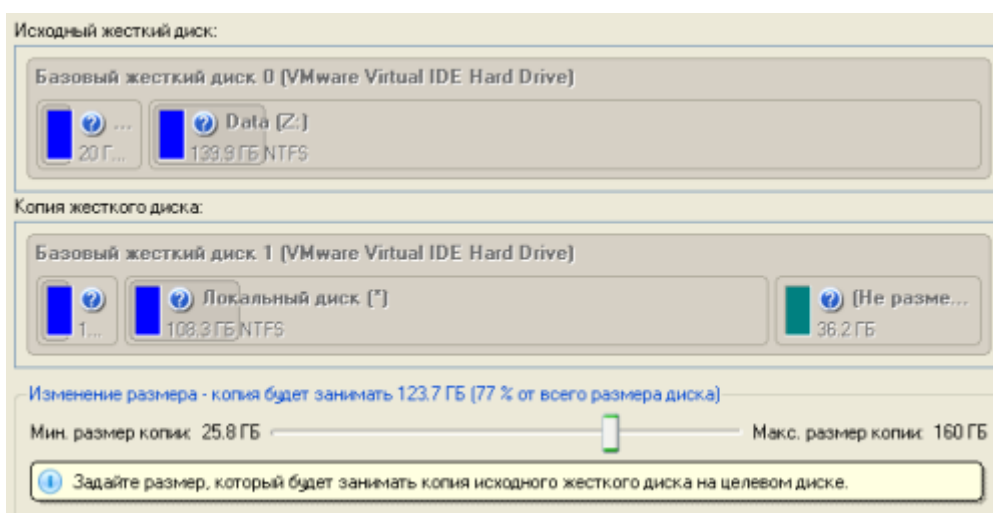 Исходный жесткий диск:
Базовый жесткий диск 0 (VMware Virtual IDE Hard Drive)
...
20 Г...
Data (Z:)
139.9 ГБ NTFS
Копия жесткого диска:
Базовый жесткий диск 1 (VMware Virtual IDE Hard Drive)
1...
Локальный диск (*)
108.3 ГБ NTFS
(Не разме...
36.2 ГБ
Изменение размера - копия будет занимать 123.7 ГБ (77 % от всего размера диска)
Мин. размер копии: 25.8 ГБ
Макс. размер копии: 160 ГБ
Задайте размер, который будет занимать копия исходного жесткого диска на целевом диске.